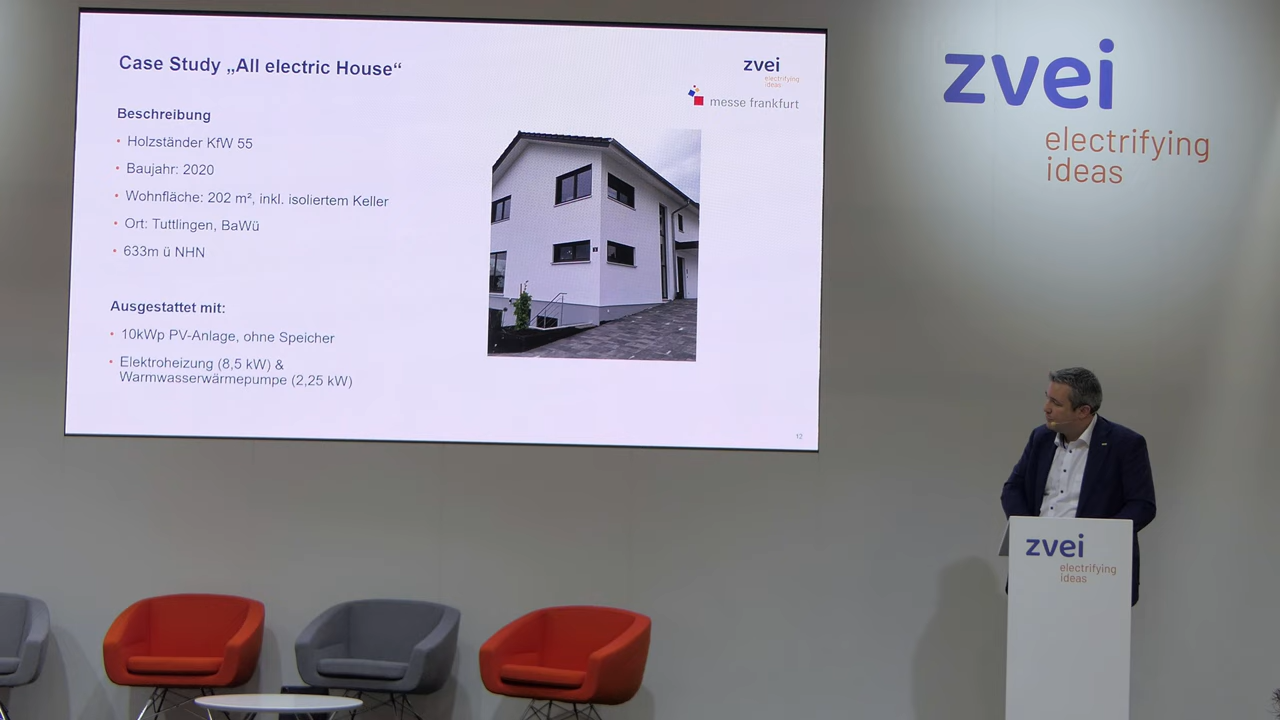 Case Study „All electric House“
zvei
electrifying
ideas
messe frankfurt
Beschreibung
• Holzständer KfW 55
• Baujahr: 2020
• Wohnfläche: 202 m², inkl. isoliertem Keller
• Ort: Tuttlingen, BaWü
• 633m ü NHN
Ausgestattet mit:
• 10kWp PV-Anlage, ohne Speicher
• Elektroheizung (8,5 kW) &
Warmwasserwärmepumpe (2,25 kW)
12
zvei
electrifying
ideas
zvei
electrifying
ideas